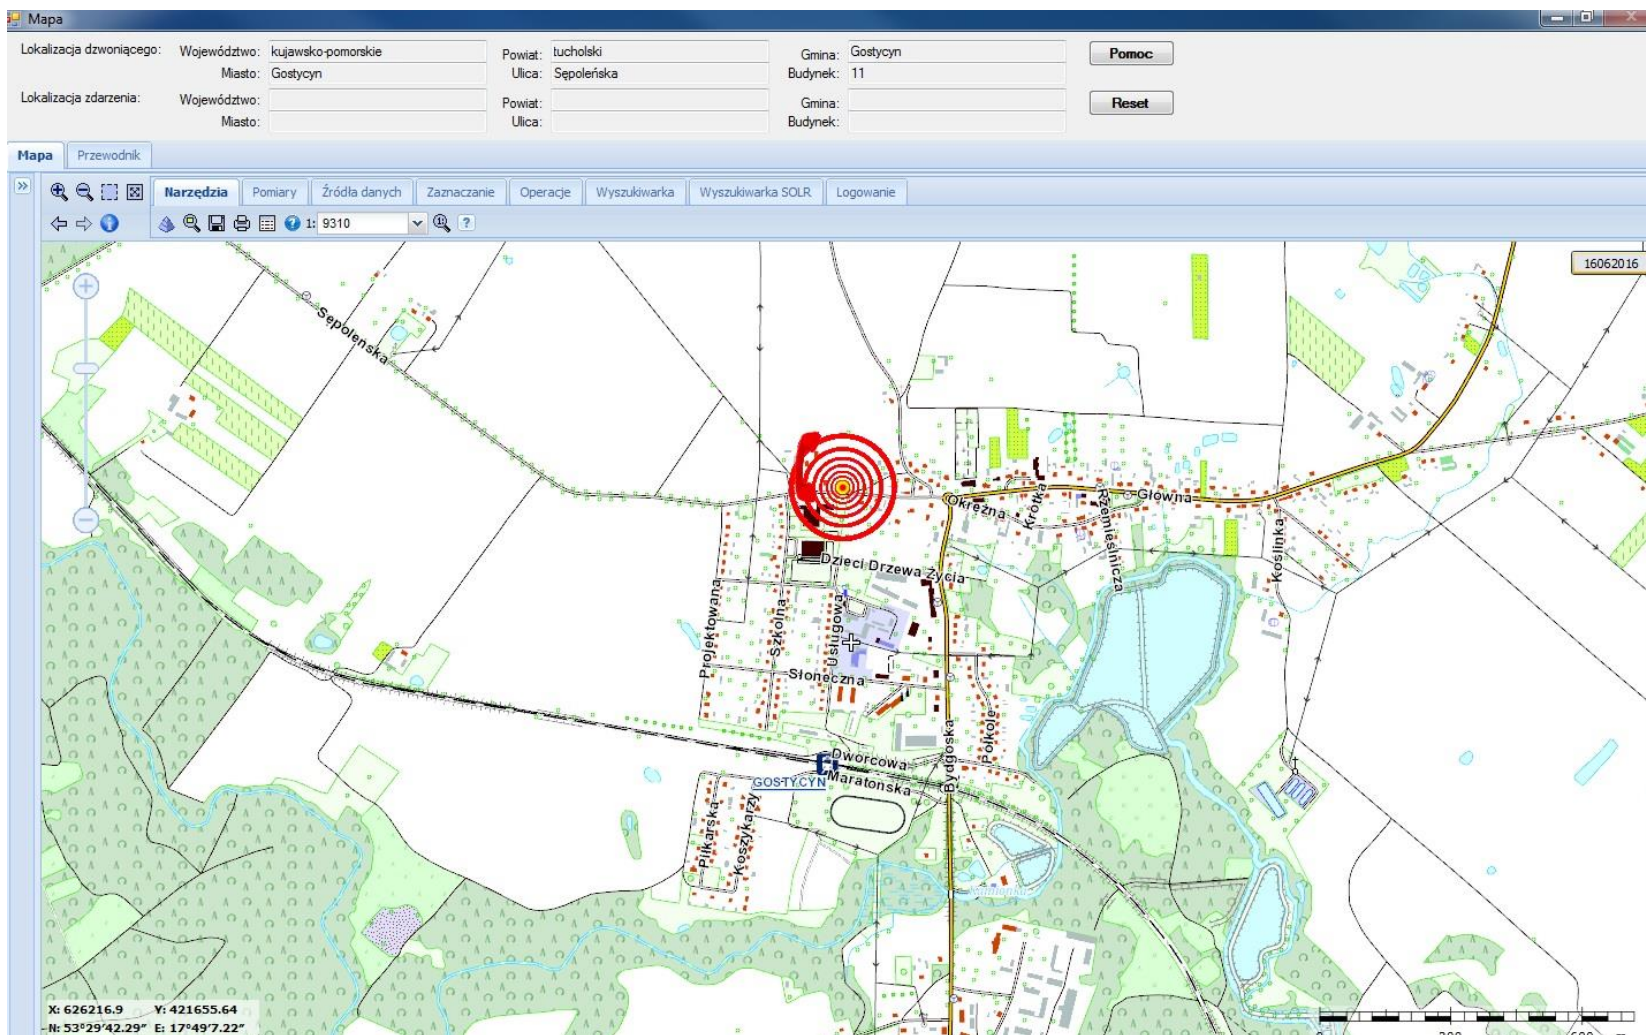 Mapa
Lokalizacja dzwoniącego: Województwo: kujawsko-pomorskie Powiat: tucholski Gmina: Gostycyn Pomoc
Miasto: Gostycyn Ulica: Sępoleńska Budynek: 11
Lokalizacja zdarzenia: Województwo: Powiat: Gmina: Reset
Miasto: Ulica: Budynek:
Mapa Przewodnik
Narzędzia Pomiary Źródła danych Zaznaczanie Operacje Wyszukiwarka Wyszukiwarka SOLR Logowanie
1: 9310
16062016
Sępoleńska
Okrężna
Krótka
Rzemieślnicza
Główna
Koślinka
Dzieci Drzewa Życia
Projektowana
Szkolna
Usługowa
Słoneczna
Bydgoska
Półkole
Dworcowa
GOSTYCYN
Maratońska
Piłkarska
Koszykarzy
Kamionka
X: 626216.9 Y: 421655.64
N: 53°29'42.29" E: 17°49'7.22"